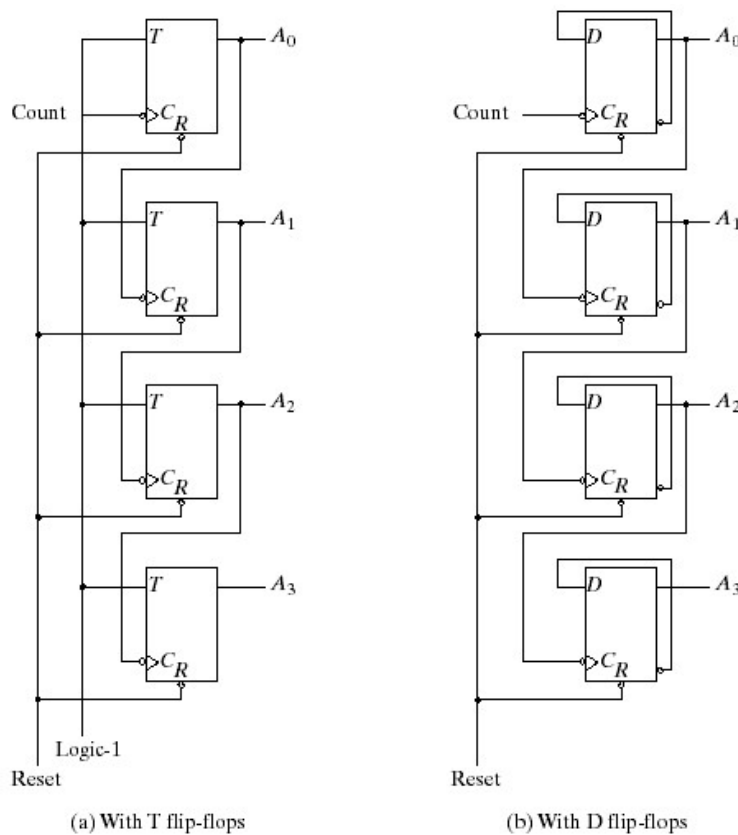 T
A0
Count
C
R
T
A1
C
R
T
A2
C
R
T
A3
C
R
Logic-1
Reset
(a) With T flip-flops
D
A0
Count
C
R
D
A1
C
R
D
A2
C
R
D
A3
C
R
Reset
(b) With D flip-flops